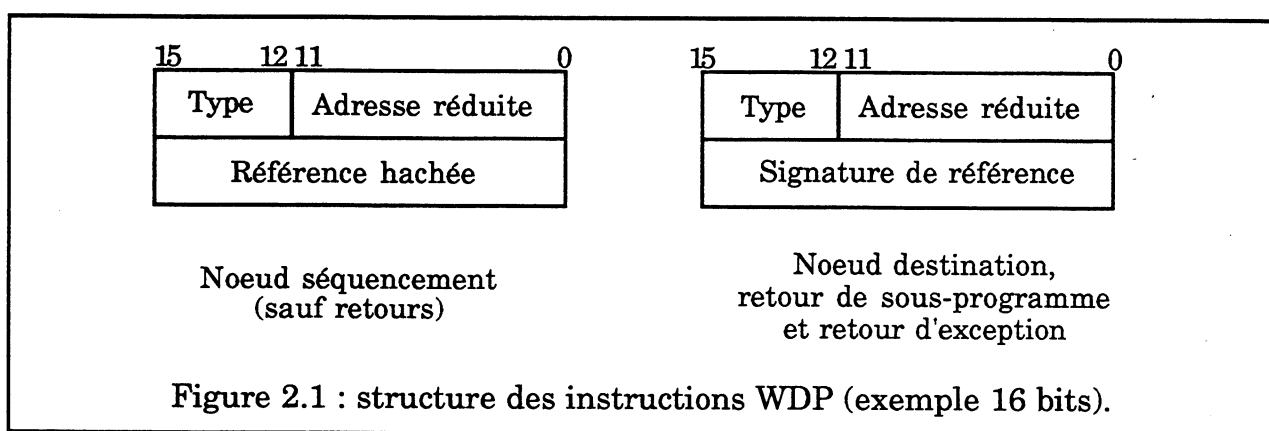 15 12 11 0 15 12 11 0
Type Adresse réduite Type Adresse réduite
Référence hachée Signature de référence
Noeud séquencement
(sauf retours)
Noeud destination,
retour de sous-programme
et retour d'exception
Figure 2.1 : structure des instructions WDP (exemple 16 bits).